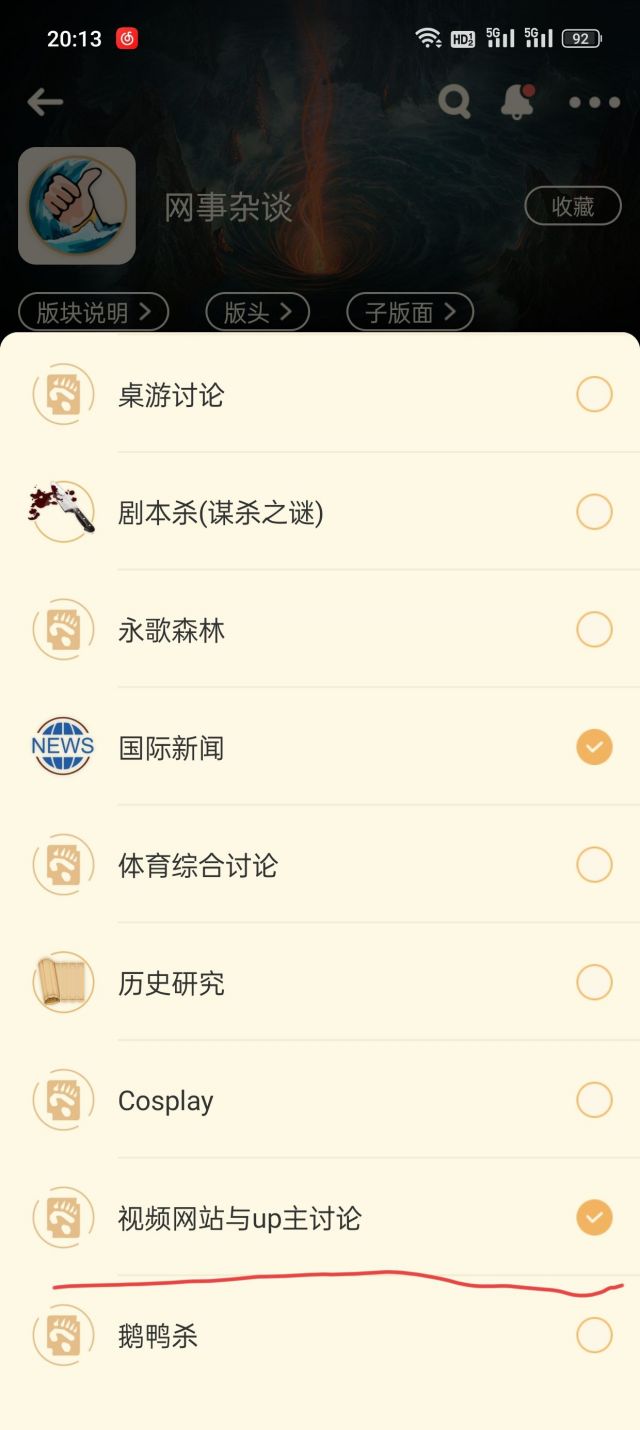 20:13
HD 1 2 5G 5G 92
网事杂谈
收藏
版块说明
版头
子版面
桌游讨论
剧本杀(谋杀之谜)
永歌森林
NEWS
国际新闻
体育综合讨论
历史研究
Cosplay
视频网站与up主讨论
鹅鸭杀